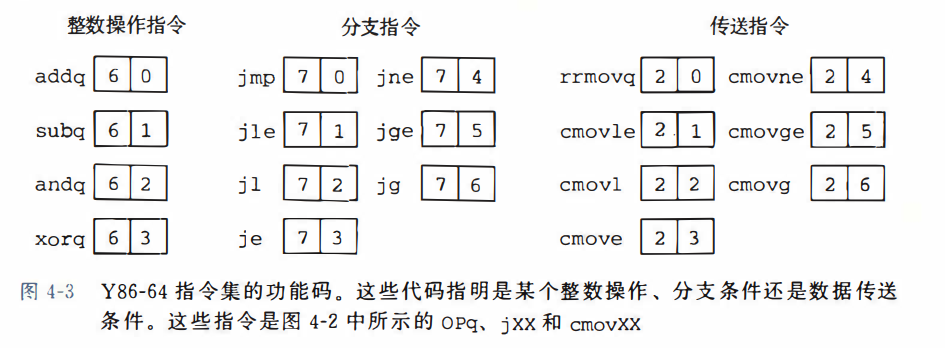 整数操作指令 分支指令 传送指令
addq 6 0 jmp 7 0 jne 7 4 rrmovq 2 0 cmovne 2 4
subq 6 1 jle 7 1 jge 7 5 cmovle 2 1 cmovge 2 5
andq 6 2 jl 7 2 jg 7 6 cmovl 2 2 cmovg 2 6
xorq 6 3 je 7 3 cmove 2 3
图 4-3 Y86-64 指令集的功能码。这些代码指明是某个整数操作、分支条件还是数据传送
条件。这些指令是图 4-2 中所示的 OPq、jXX 和 cmovXX